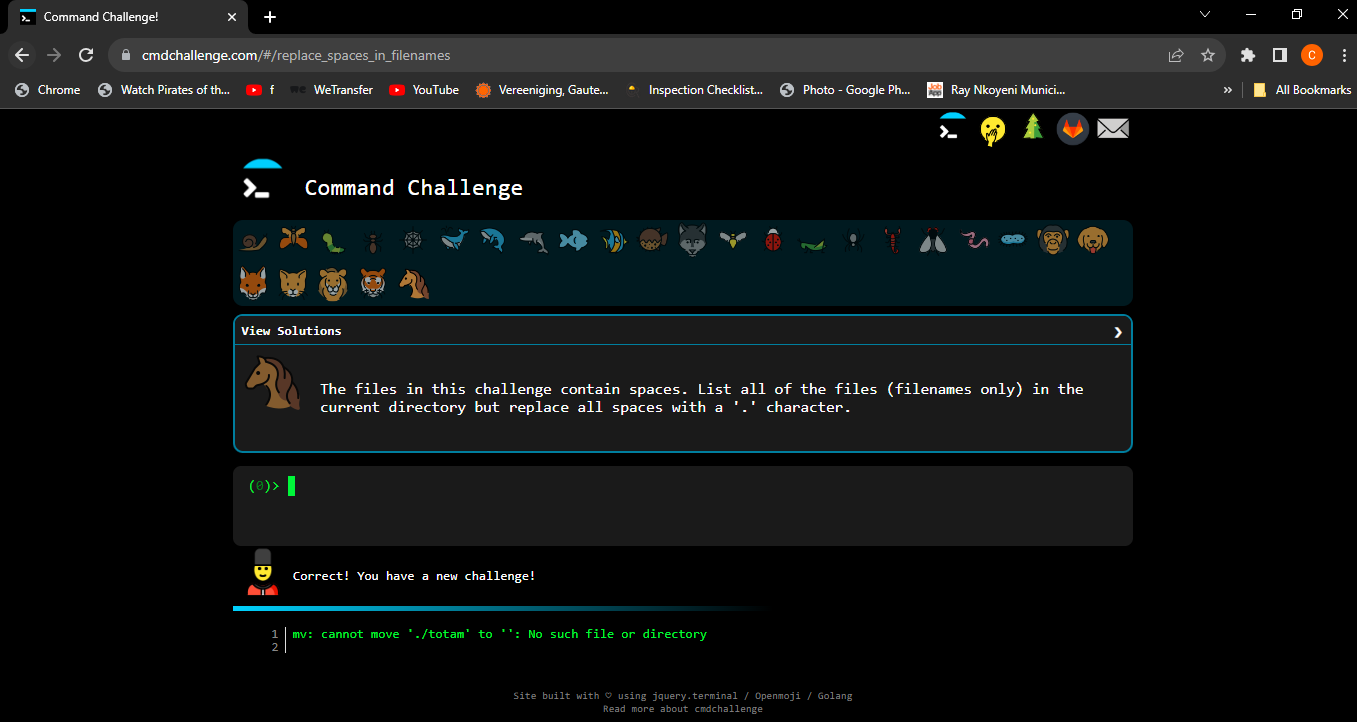 Command Challenge!
cmdchallenge.com/#/replace_spaces_in_filenames
C
Chrome
Watch Pirates of th...
f
we
WeTransfer
YouTube
Vereeniging, Gaute...
Inspection Checklist...
Photo - Google Ph...
Job App
Ray Nkoyeni Munici...
»
All Bookmarks
Command Challenge
View Solutions
The files in this challenge contain spaces. List all of the files (filenames only) in the
current directory but replace all spaces with a '.' character.
(0)>
Correct! You have a new challenge!
1 mv: cannot move './totam' to '': No such file or directory
2
Site built with ♡ using jquery.terminal / Openmoji / Golang
Read more about cmdchallenge